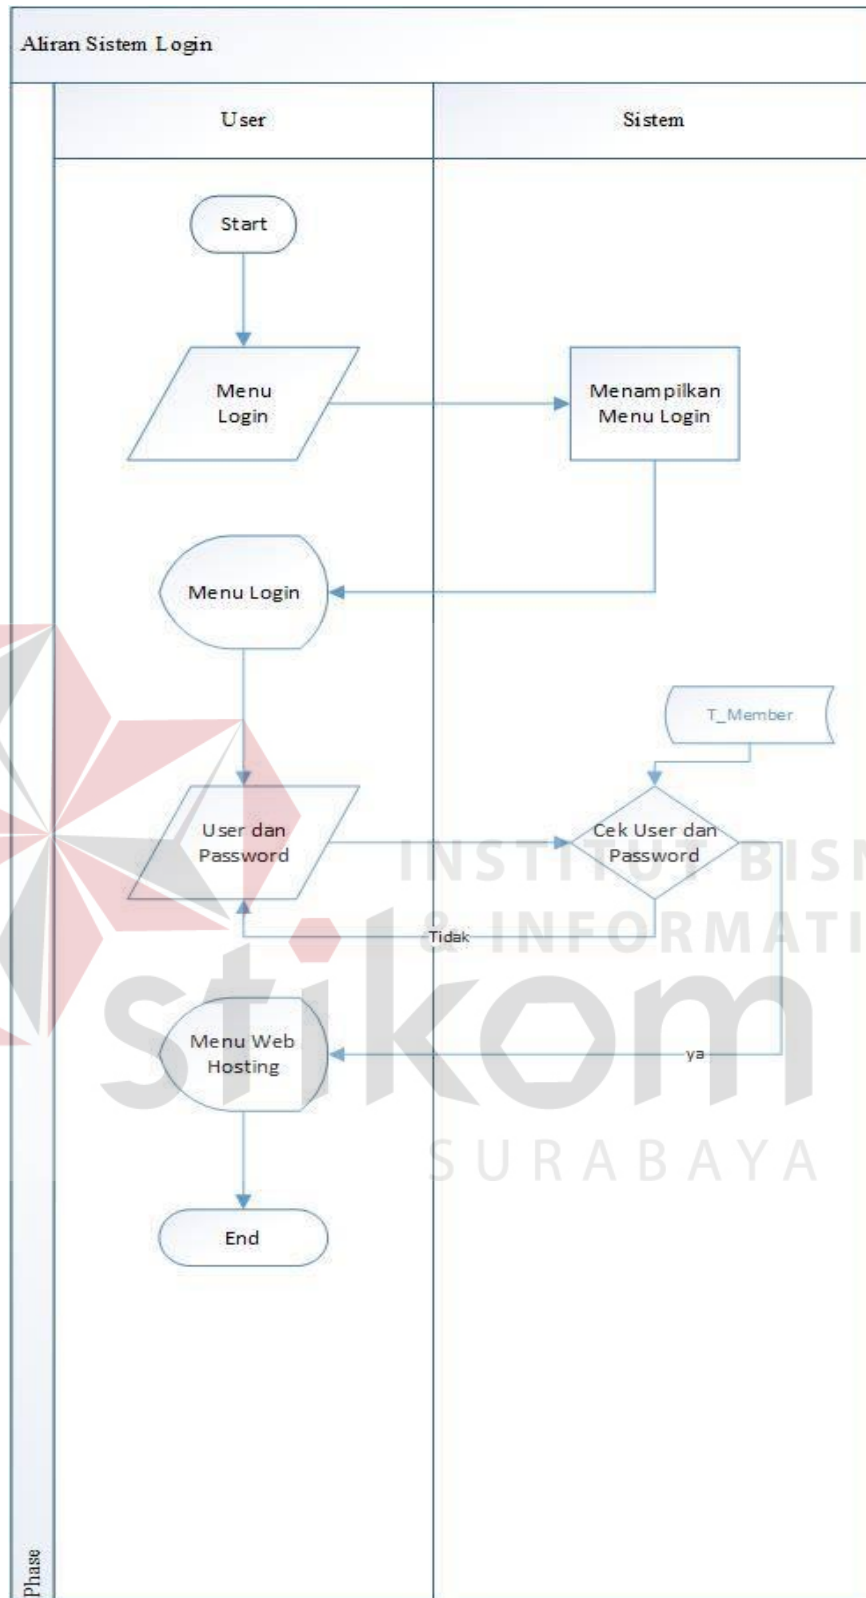 Aliran Sistem Login
User
Sistem
Start
Menu
Login
Menampilkan
Menu Login
Menu Login
T_Member
User dan
Password
Cek User dan
Password
Tidak
Menu Web
Hosting
ya
End
Phase
INSTITUT BISN
& INFORMATI
stikom
SURABAYA